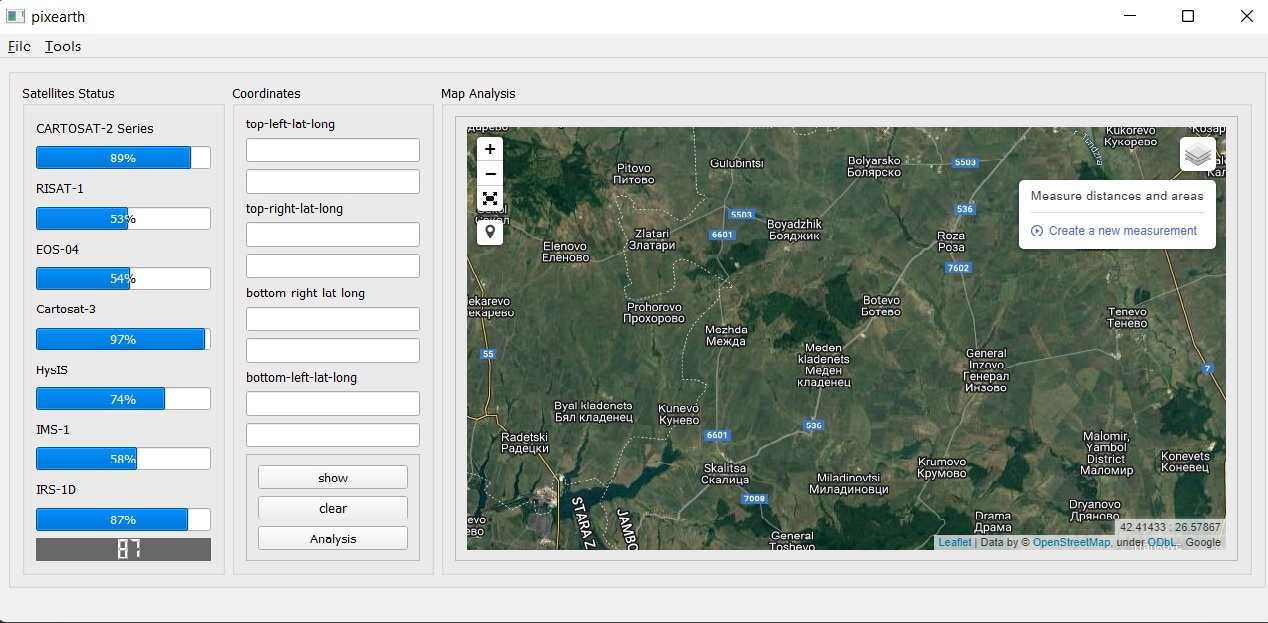 pixearth
File Tools
Satellites Status
CARTOSAT-2 Series
89%
RISAT-1
53%
EOS-04
54%
Cartosat-3
97%
HysIS
74%
IMS-1
58%
IRS-1D
87%
87
Coordinates
top-left-lat-long
top-right-lat-long
bottom right lat long
bottom-left-lat-long
show
clear
Analysis
Map Analysis
+
−
Measure distances and areas
Create a new measurement
Kukorevo
Кукорево
Pitovo
Питово
Gulubintsi
Bolyarsko
Болярско
5503
5503
536
6601
Zlatari
Златари
Boyadzhik
Бояджик
Roza
Роза
7602
Elenovo
Еленово
Prohorovo
Прохорово
Mezhda
Межда
Botevo
Ботево
Tenevo
Тенево
55
7
Meden
kladenets
Меден
кладенец
General
Inzovo
Генерал
Инзово
Byal kladenets
Бял кладенец
Kunevo
Кунево
536
6601
Radetski
Радецки
Skalitsa
Скалица
Miladinovtsi
Миладиновци
Krumovo
Крумово
Malomir,
Yambol
District
Маломир
Konevets
Коневец
7008
STARA Z
JAMBO
General
Toshevo
Drama
Драма
Dryanovo
Дряново
42.41433 : 26.57867
Leaflet | Data by © OpenStreetMap, under ODbL., Google